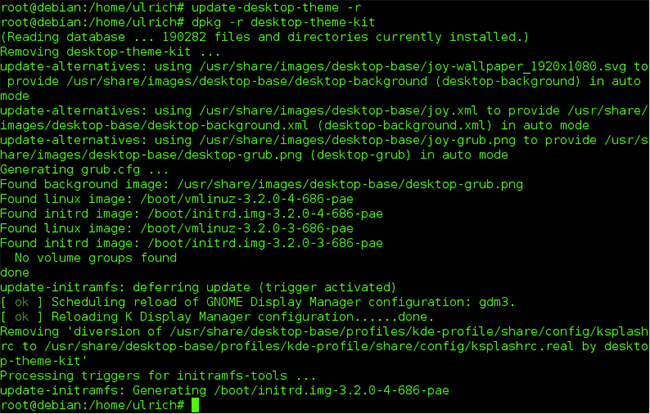 root@debian:/home/ulrich# update-desktop-theme -r
root@debian:/home/ulrich# dpkg -r desktop-theme-kit
(Reading database ... 190282 files and directories currently installed.)
Removing desktop-theme-kit ...
update-alternatives: using /usr/share/images/desktop-base/joy-wallpaper_1920x1080.svg to
 provide /usr/share/images/desktop-base/desktop-background (desktop-background) in auto
mode
update-alternatives: using /usr/share/images/desktop-base/joy.xml to provide /usr/share/
images/desktop-base/desktop-background.xml (desktop-background.xml) in auto mode
update-alternatives: using /usr/share/images/desktop-base/joy-grub.png to provide /usr/s
hare/images/desktop-base/desktop-grub.png (desktop-grub) in auto mode
Generating grub.cfg ...
Found background image: /usr/share/images/desktop-base/desktop-grub.png
Found linux image: /boot/vmlinuz-3.2.0-4-686-pae
Found initrd image: /boot/initrd.img-3.2.0-4-686-pae
Found linux image: /boot/vmlinuz-3.2.0-3-686-pae
Found initrd image: /boot/initrd.img-3.2.0-3-686-pae
  No volume groups found
done
update-initramfs: deferring update (trigger activated)
[ ok ] Scheduling reload of GNOME Display Manager configuration: gdm3.
[ ok ] Reloading K Display Manager configuration......done.
Removing 'diversion of /usr/share/desktop-base/profiles/kde-profile/share/config/ksplash
rc to /usr/share/desktop-base/profiles/kde-profile/share/config/ksplashrc.real by deskto
p-theme-kit'
Processing triggers for initramfs-tools ...
update-initramfs: Generating /boot/initrd.img-3.2.0-4-686-pae
root@debian:/home/ulrich#